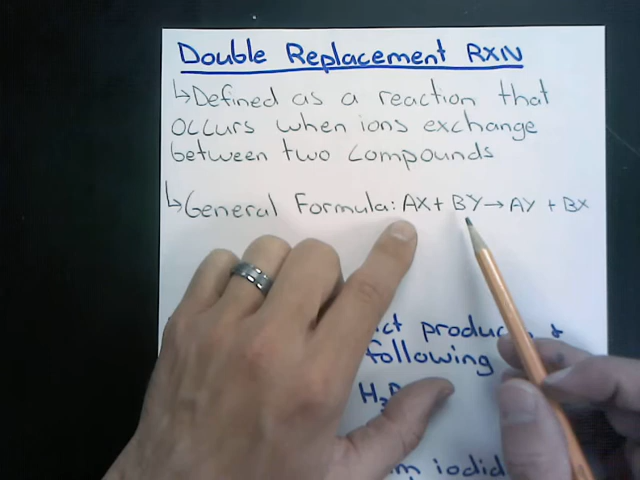 Double Replacement RXN
↳Defined as a reaction that
occurs when ions exchange
between two compounds
↳General Formula: AX + BY → AY + BX
following